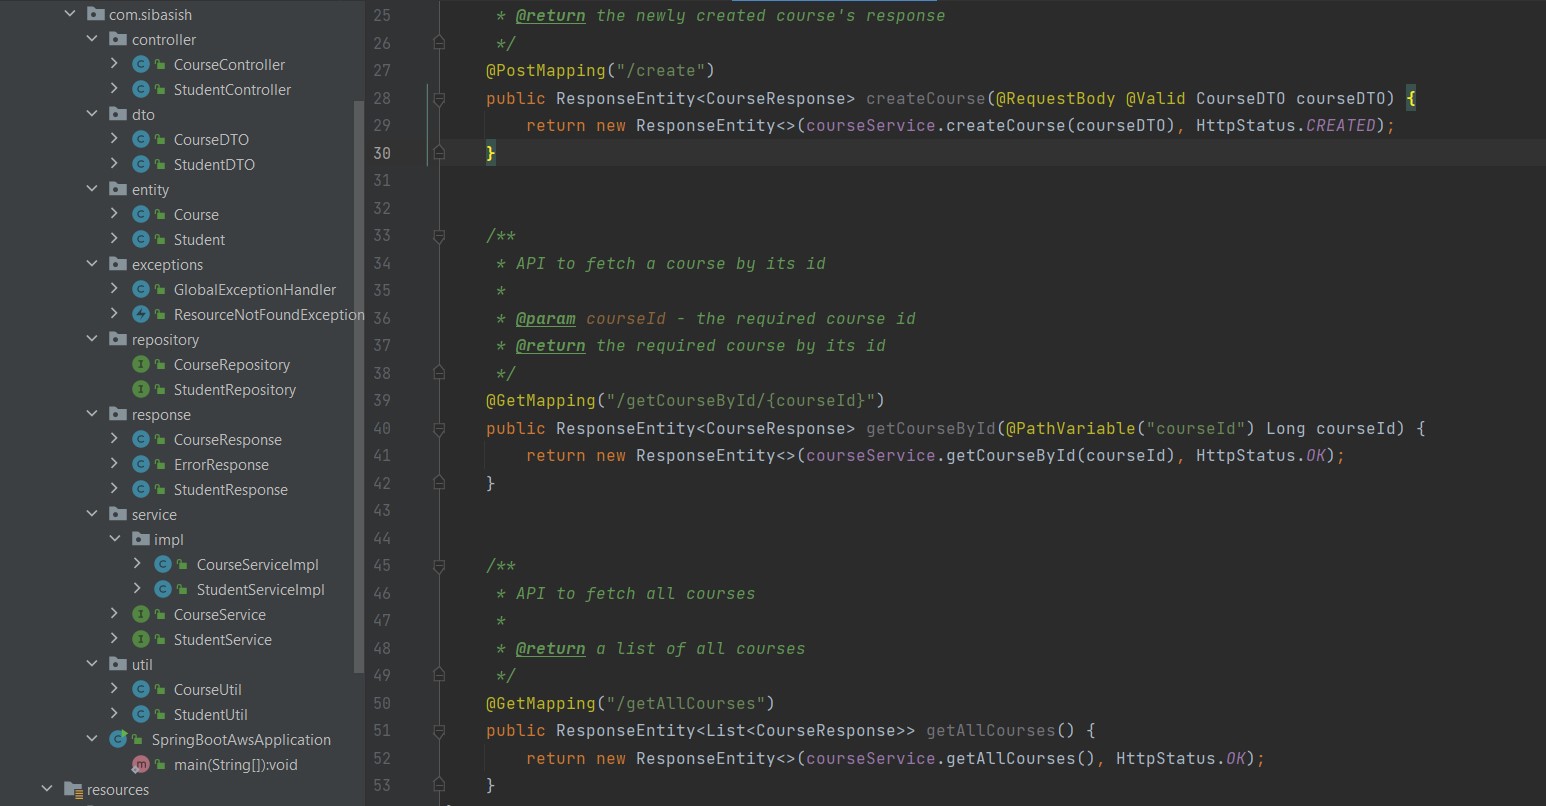 com.sibasish
controller
CourseController
StudentController
dto
CourseDTO
StudentDTO
entity
Course
Student
exceptions
GlobalExceptionHandler
ResourceNotFoundException
repository
CourseRepository
StudentRepository
response
CourseResponse
ErrorResponse
StudentResponse
service
impl
CourseServiceImpl
StudentServiceImpl
CourseService
StudentService
util
CourseUtil
StudentUtil
SpringBootAwsApplication
main(String[]):void
resources
25 * @return the newly created course's response
26 */
27 @PostMapping("/create")
28 public ResponseEntity<CourseResponse> createCourse(@RequestBody @Valid CourseDTO courseDTO) {
29 return new ResponseEntity<>(courseService.createCourse(courseDTO), HttpStatus.CREATED);
30 }
31
32
33 /**
34 * API to fetch a course by its id
35 *
36 * @param courseId - the required course id
37 * @return the required course by its id
38 */
39 @GetMapping("/getCourseById/{courseId}")
40 public ResponseEntity<CourseResponse> getCourseById(@PathVariable("courseId") Long courseId) {
41 return new ResponseEntity<>(courseService.getCourseById(courseId), HttpStatus.OK);
42 }
43
44
45 /**
46 * API to fetch all courses
47 *
48 * @return a list of all courses
49 */
50 @GetMapping("/getAllCourses")
51 public ResponseEntity<List<CourseResponse>> getAllCourses() {
52 return new ResponseEntity<>(courseService.getAllCourses(), HttpStatus.OK);
53 }